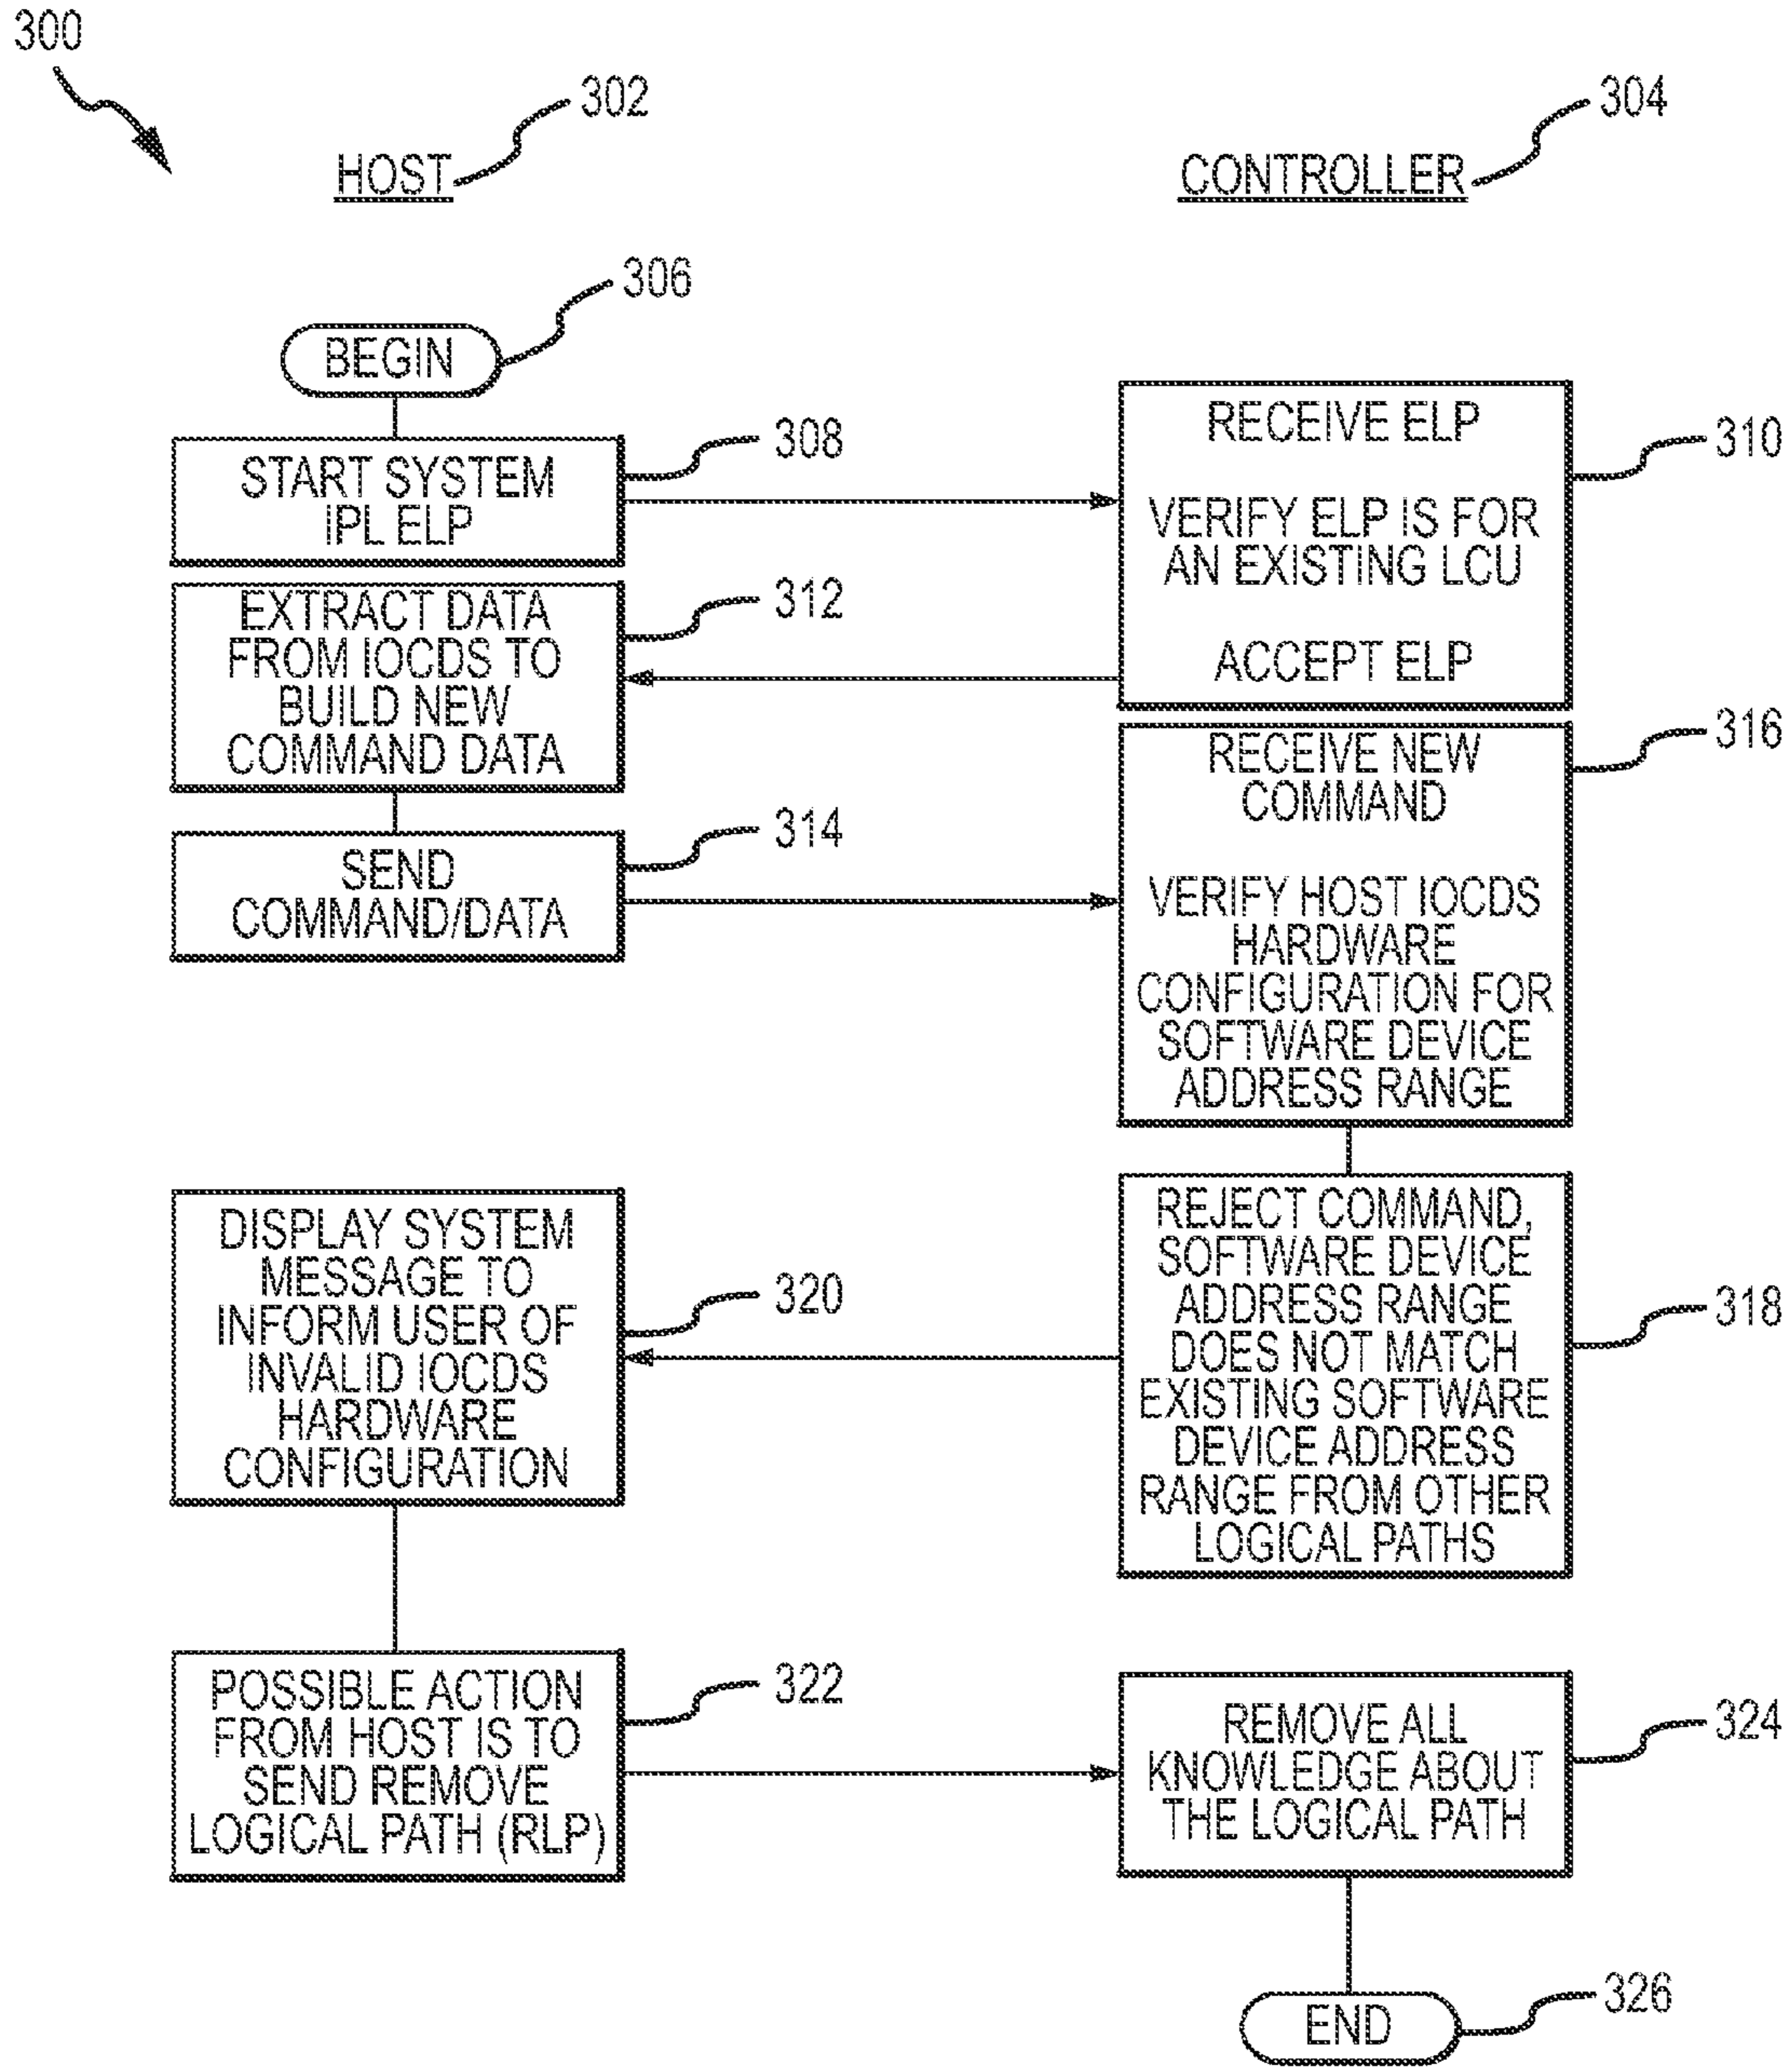 300
302
304
HOST
CONTROLLER
306
BEGIN
308
START SYSTEM
IPL ELP
310
RECEIVE ELP
VERIFY ELP IS FOR
AN EXISTING LCU
ACCEPT ELP
312
EXTRACT DATA
FROM IOCDS TO
BUILD NEW
COMMAND DATA
314
SEND
COMMAND/DATA
316
RECEIVE NEW
COMMAND
VERIFY HOST IOCDS
HARDWARE
CONFIGURATION FOR
SOFTWARE DEVICE
ADDRESS RANGE
318
REJECT COMMAND,
SOFTWARE DEVICE
ADDRESS RANGE
DOES NOT MATCH
EXISTING SOFTWARE
DEVICE ADDRESS
RANGE FROM OTHER
LOGICAL PATHS
320
DISPLAY SYSTEM
MESSAGE TO
INFORM USER OF
INVALID IOCDS
HARDWARE
CONFIGURATION
322
POSSIBLE ACTION
FROM HOST IS TO
SEND REMOVE
LOGICAL PATH (RLP)
324
REMOVE ALL
KNOWLEDGE ABOUT
THE LOGICAL PATH
326
END